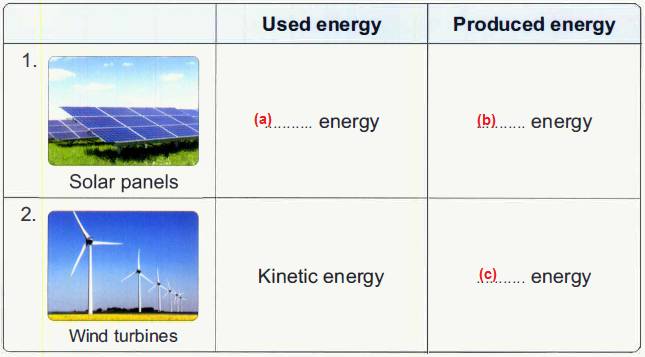 Used energy
Produced energy
1.
(a).......... energy
(b).......... energy
Solar panels
2.
Kinetic energy
(c).......... energy
Wind turbines